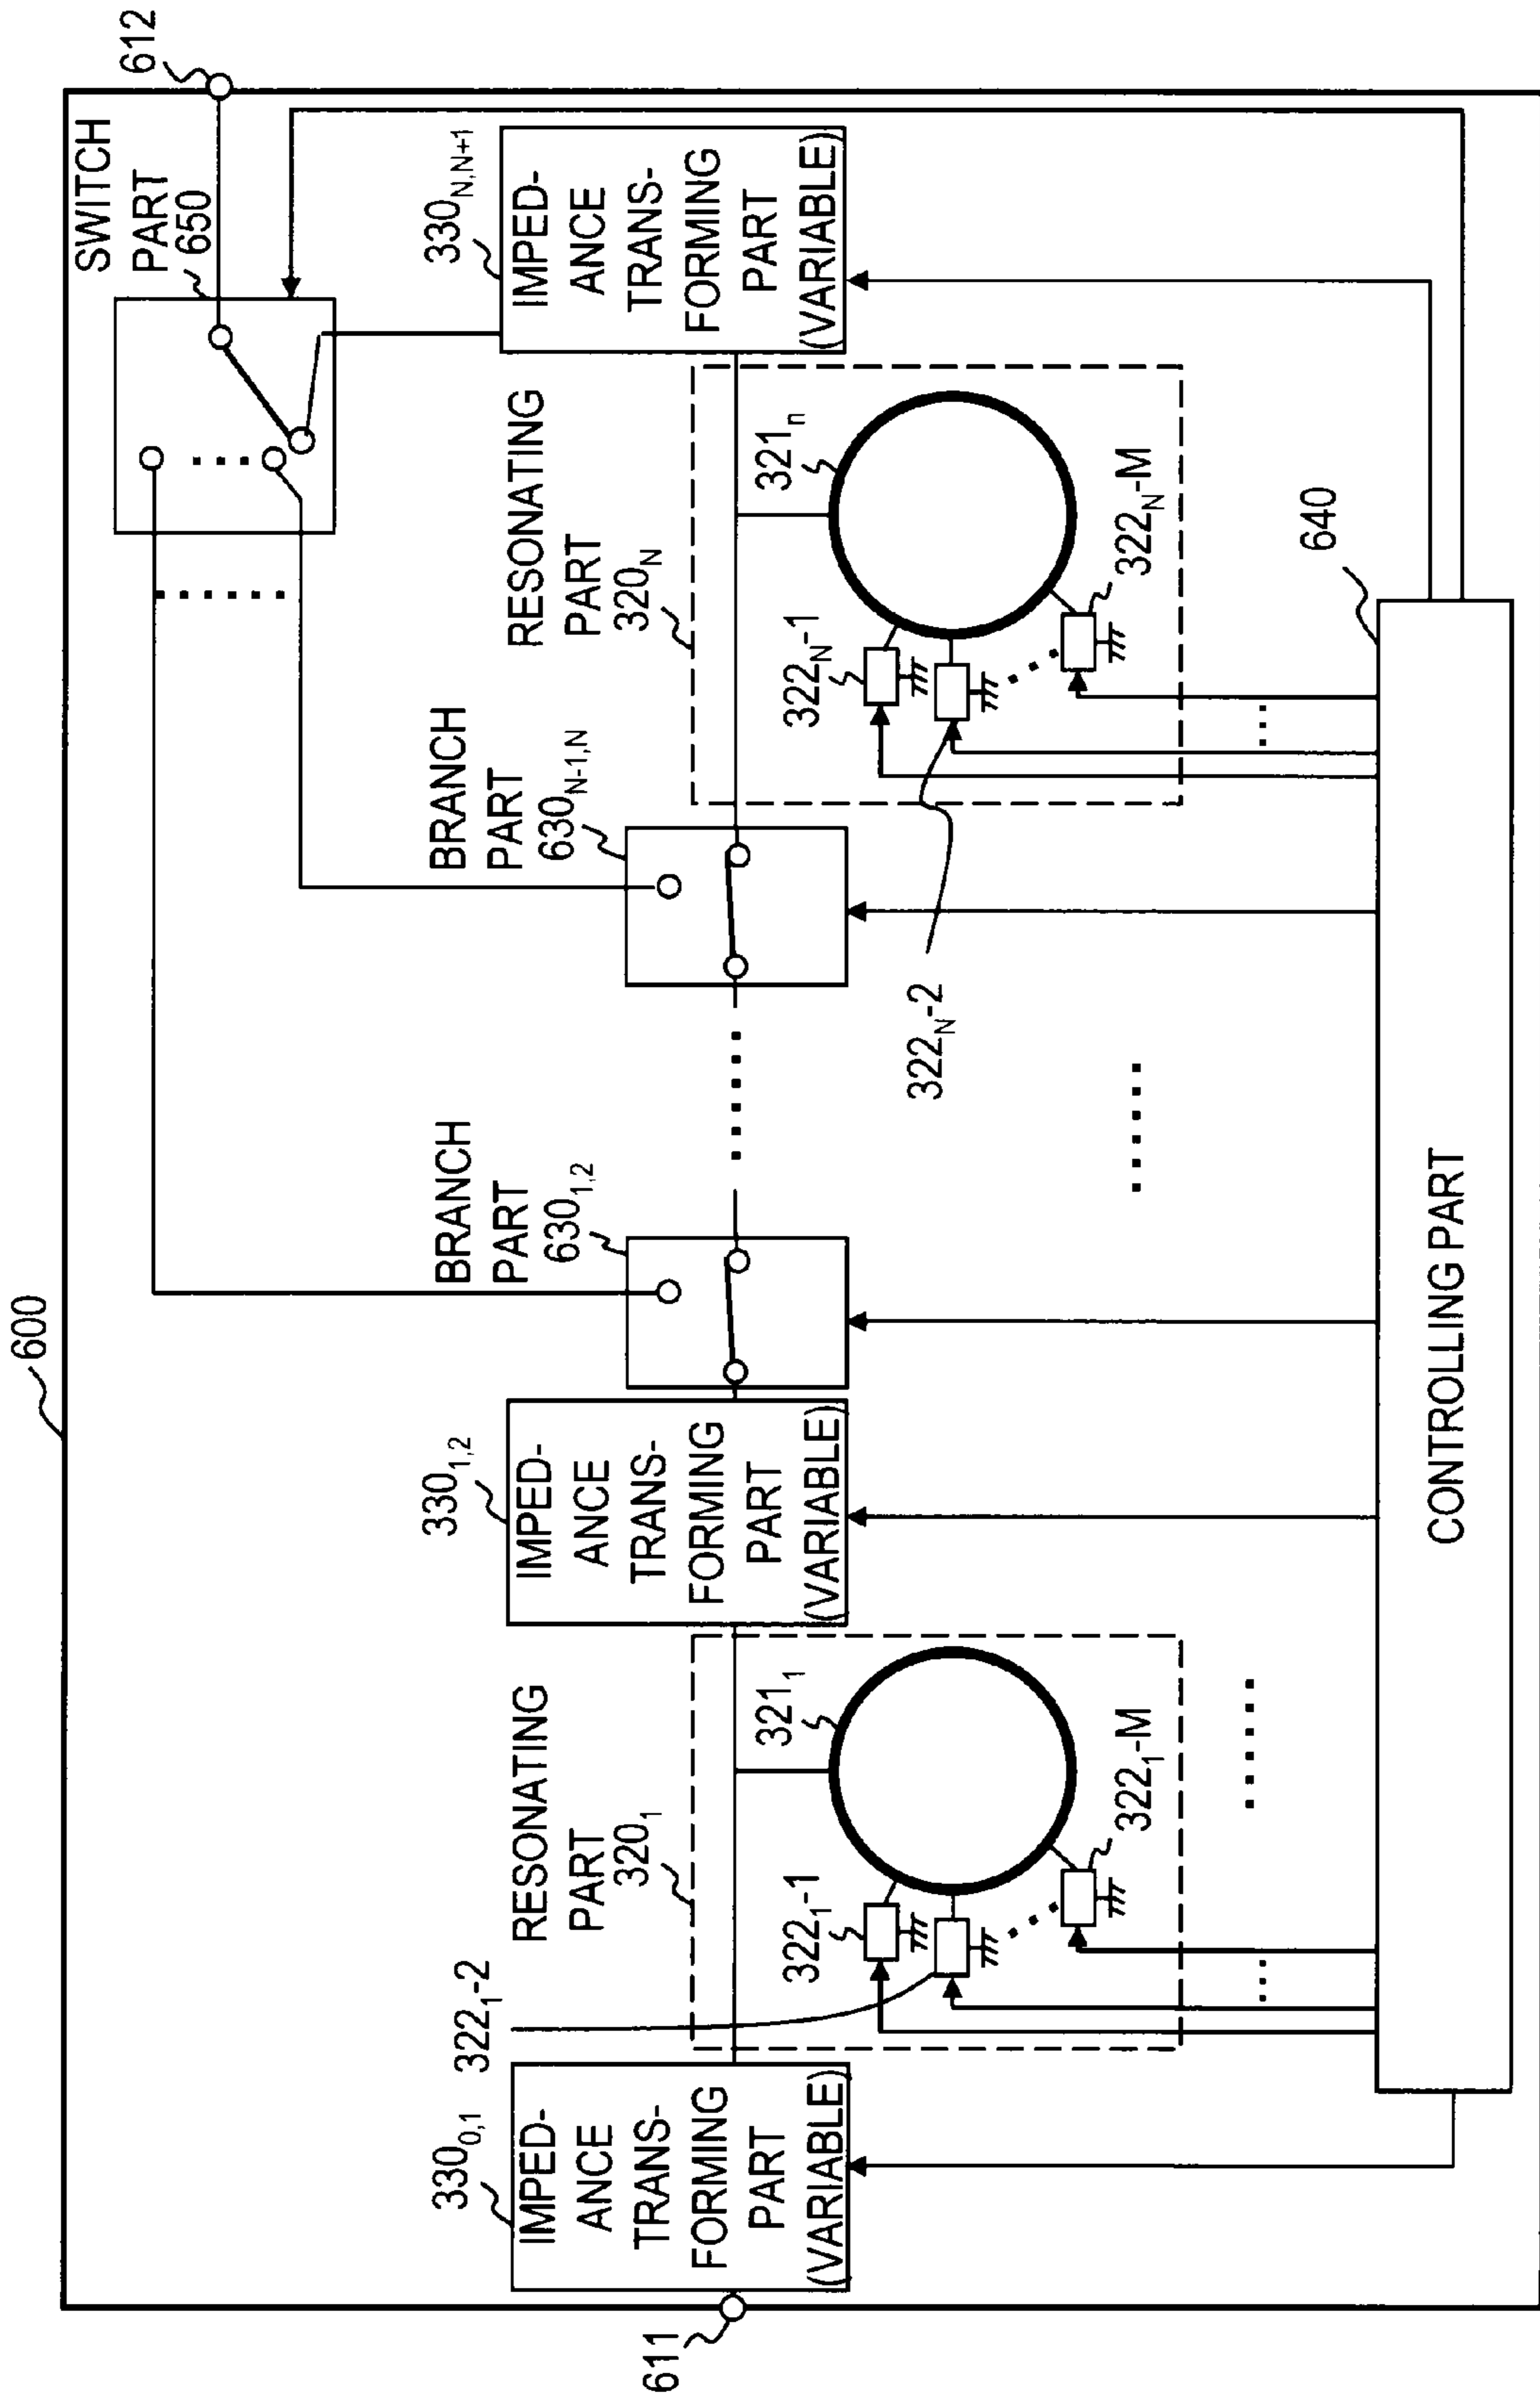 600
611
612
330₀,₁
IMPED-
ANCE
TRANS-
FORMING
PART
(VARIABLE)
322₁-2
RESONATING
PART 320₁
321₁
322₁-1
322₁-M
330₁,₂
IMPED-
ANCE
TRANS-
FORMING
PART
(VARIABLE)
BRANCH
PART
630₁,₂
BRANCH
PART
630N-1,N
322N-2
RESONATING
PART
320N
321n
322N-1
322N-M
330N,N+1
IMPED-
ANCE
TRANS-
FORMING
PART
(VARIABLE)
SWITCH
PART
650
640
CONTROLLING PART